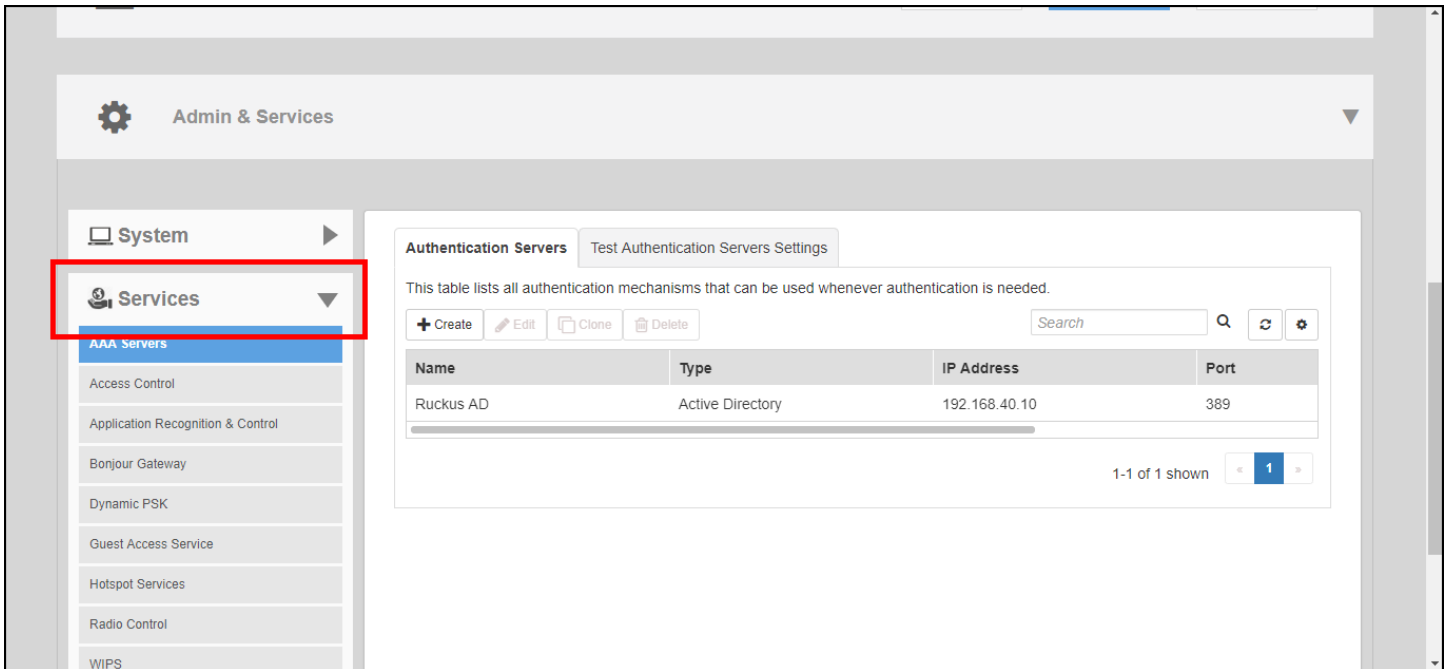 Admin & Services
System
Services
AAA Servers
Access Control
Application Recognition & Control
Bonjour Gateway
Dynamic PSK
Guest Access Service
Hotspot Services
Radio Control
WIPS
Authentication Servers Test Authentication Servers Settings
This table lists all authentication mechanisms that can be used whenever authentication is needed.
Create Edit Clone Delete Search
Name Type IP Address Port
Ruckus AD Active Directory 192.168.40.10 389
1-1 of 1 shown « 1 »